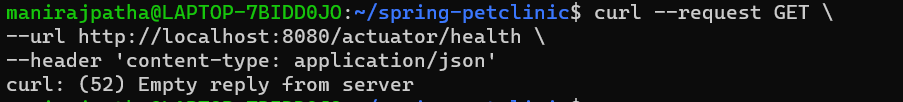 manirajpatha@LAPTOP-7BIDD0JO:~/spring-petclinic$ curl --request GET \
--url http://localhost:8080/actuator/health \
--header 'content-type: application/json'
curl: (52) Empty reply from server